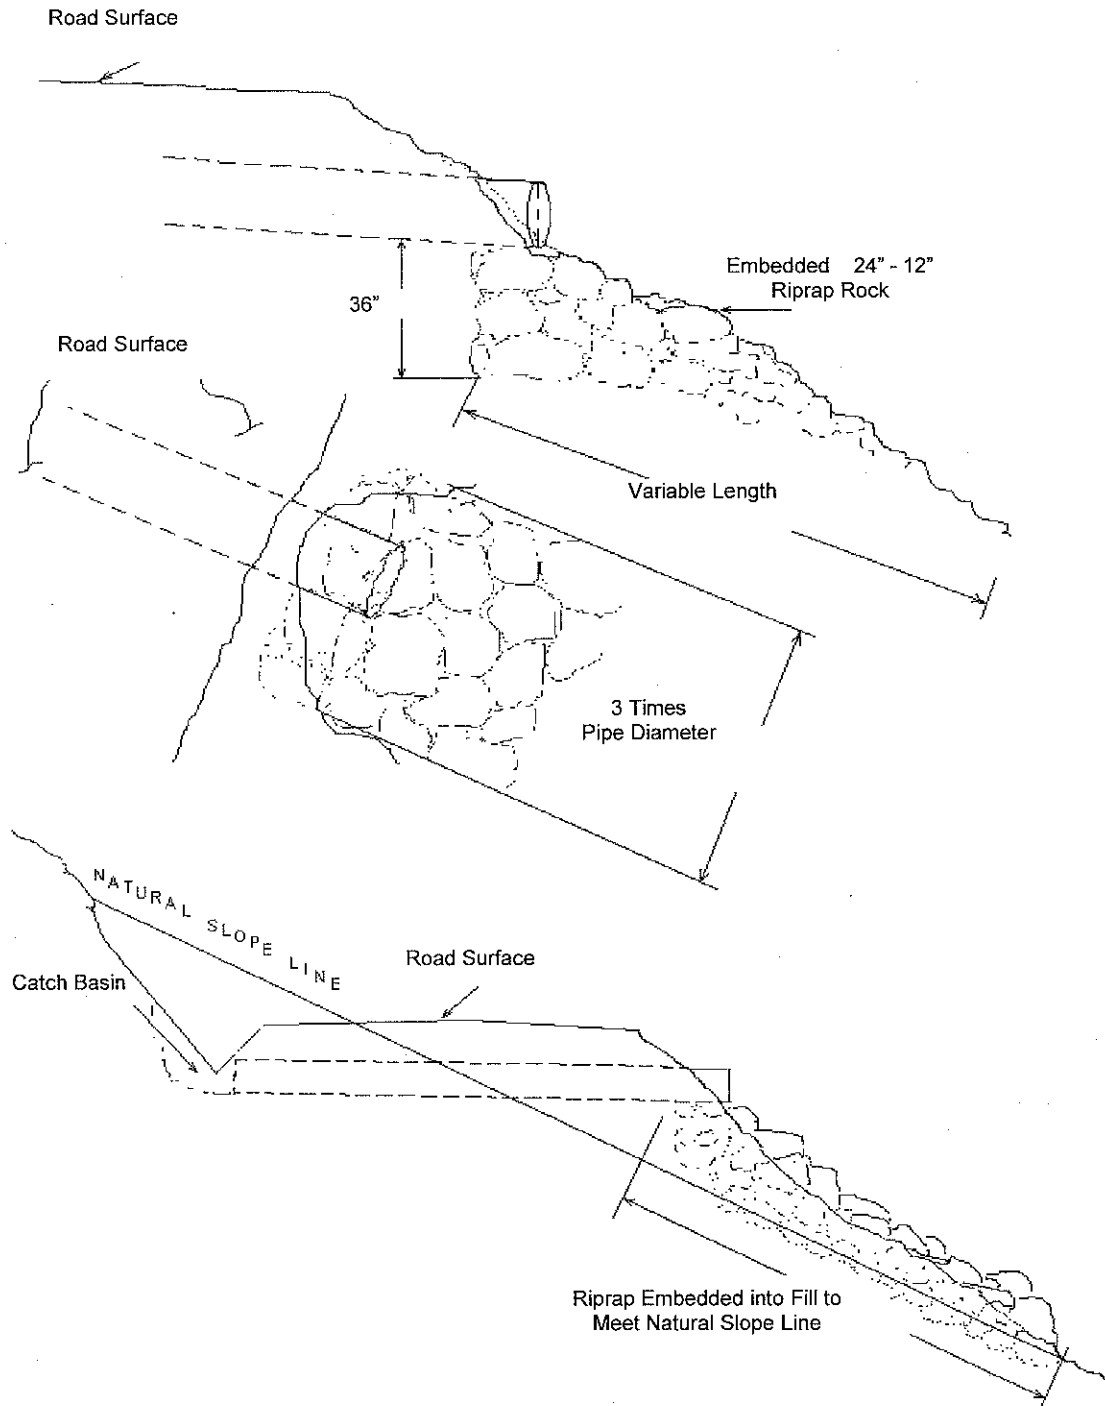 Road Surface
Embedded 24" - 12"
Riprap Rock
36"
Road Surface
Variable Length
3 Times
Pipe Diameter
NATURAL SLOPE LINE
Road Surface
Catch Basin
Riprap Embedded into Fill to
Meet Natural Slope Line